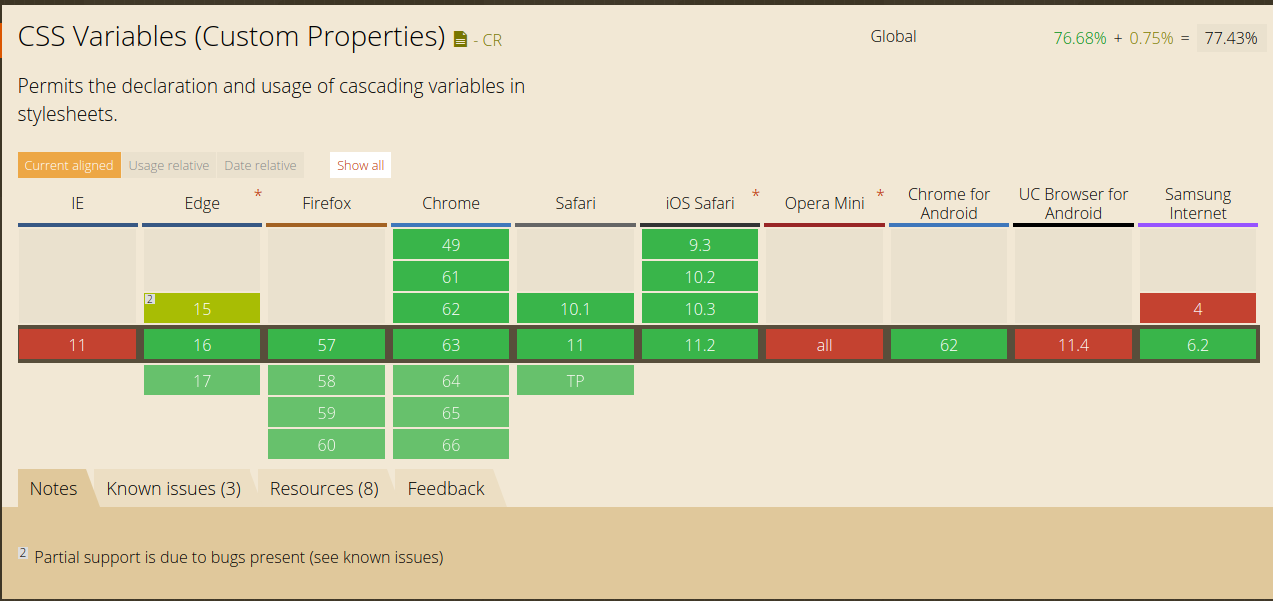 CSS Variables (Custom Properties) - CR
Global 76.68% + 0.75% = 77.43%
Permits the declaration and usage of cascading variables in
stylesheets.
Current aligned Usage relative Date relative Show all
IE Edge * Firefox Chrome Safari iOS Safari * Opera Mini * Chrome for Android UC Browser for Android Samsung Internet
49 9.3
61 10.2
2 15 62 10.1 10.3 4
11 16 57 63 11 11.2 all 62 11.4 6.2
17 58 64 TP
59 65
60 66
Notes Known issues (3) Resources (8) Feedback
2 Partial support is due to bugs present (see known issues)